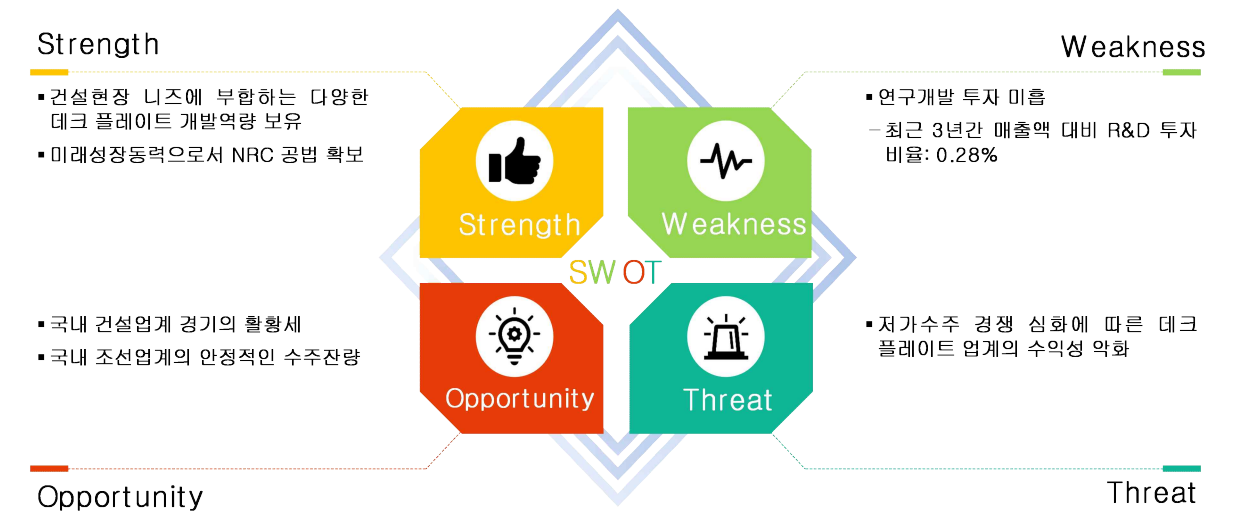 Strength
▪ 건설현장 니즈에 부합하는 다양한
데크 플레이트 개발역량 보유
▪ 미래성장동력으로서 NRC 공법 확보
Weakness
▪ 연구개발 투자 미흡
– 최근 3년간 매출액 대비 R&D 투자
비율: 0.28%
Strength
Weakness
SWOT
Opportunity
Threat
▪ 국내 건설업계 경기의 활황세
▪ 국내 조선업계의 안정적인 수주잔량
Opportunity
▪ 저가수주 경쟁 심화에 따른 데크
플레이트 업계의 수익성 악화
Threat